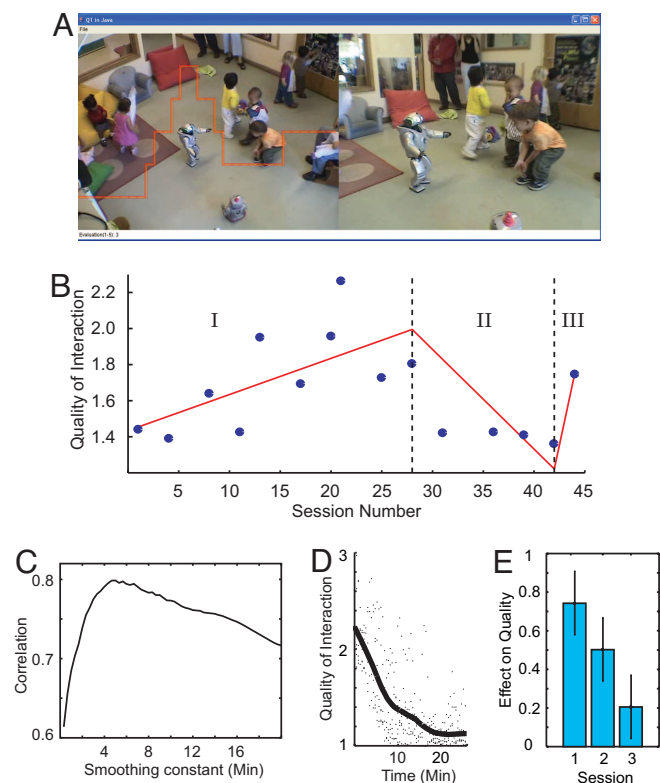 A
QT In Java
File
Evaluation(1-5): 3
B
Quality of Interaction
2.2
2.0
1.8
1.6
1.4
I
II
III
5 10 15 20 25 30 35 40 45
Session Number
C
Correlation
0.8
0.7
0.6
4 8 12 16
Smoothing constant (Min)
D
Quality of Interaction
3
2
1
10 20
Time (Min)
E
Effect on Quality
1
0.8
0.6
0.4
0.2
0
1 2 3
Session